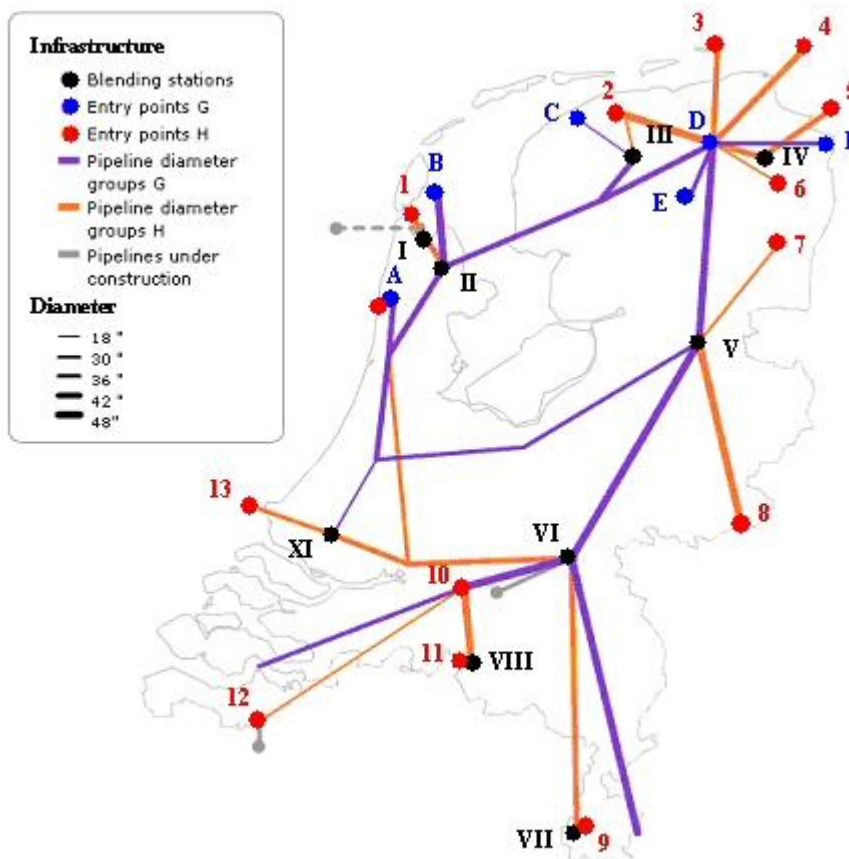 Infrastructure
Blending stations
Entry points G
Entry points H
Pipeline diameter
groups G
Pipeline diameter
groups H
Pipelines under
construction
Diameter
18 "
30 "
36 "
42 "
48"
3
4
2
5
C
D
III
IV
B
E
6
1
I
II
7
A
V
13
XI
VI
8
10
11
VIII
12
VII
9